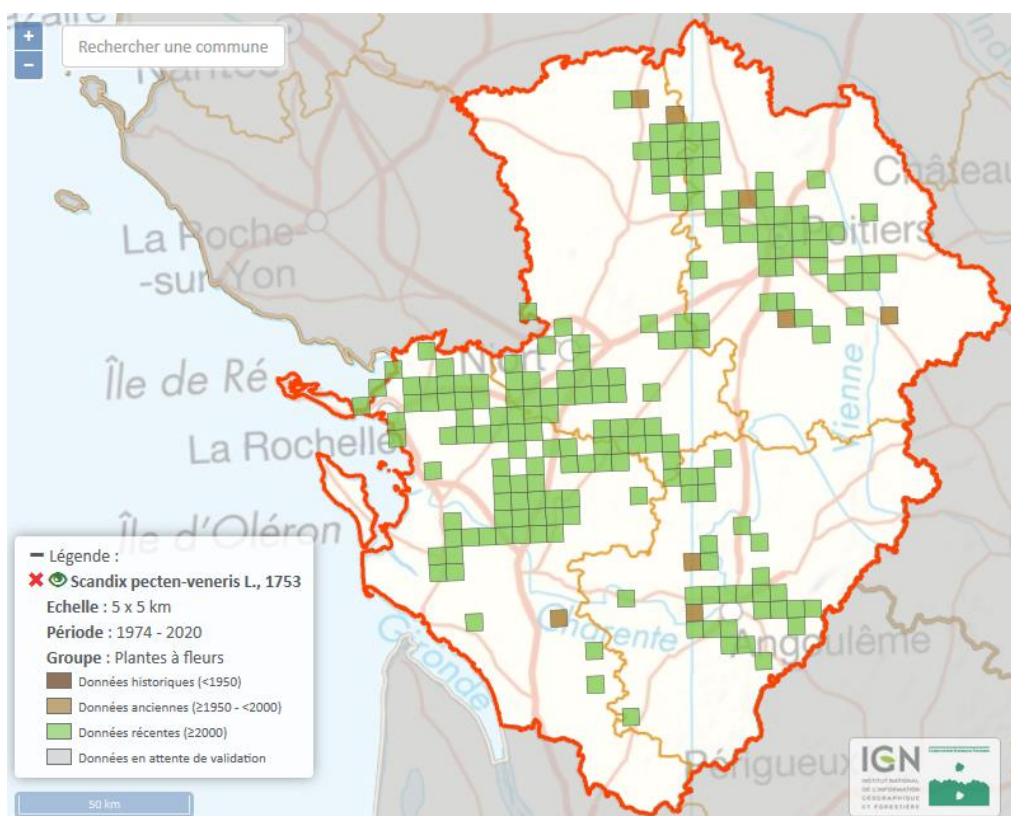 Nantes
+
−
Rechercher une commune
Château
Poitiers
La Roche-
-sur Yon
Niort
Île de Ré
Vienne
La Rochelle
Île d'Oléron
Légende :
Scandix pecten-veneris L., 1753
Echelle : 5 x 5 km
Période : 1974 - 2020
Groupe : Plantes à fleurs
Données historiques (<1950)
Données anciennes (≥1950 - <2000)
Données récentes (≥2000)
Données en attente de validation
Gironde
Charente
Angoulême
Périgueux
IGN
INSTITUT NATIONAL
DE L'INFORMATION
GÉOGRAPHIQUE
ET FORESTIÈRE
50 km